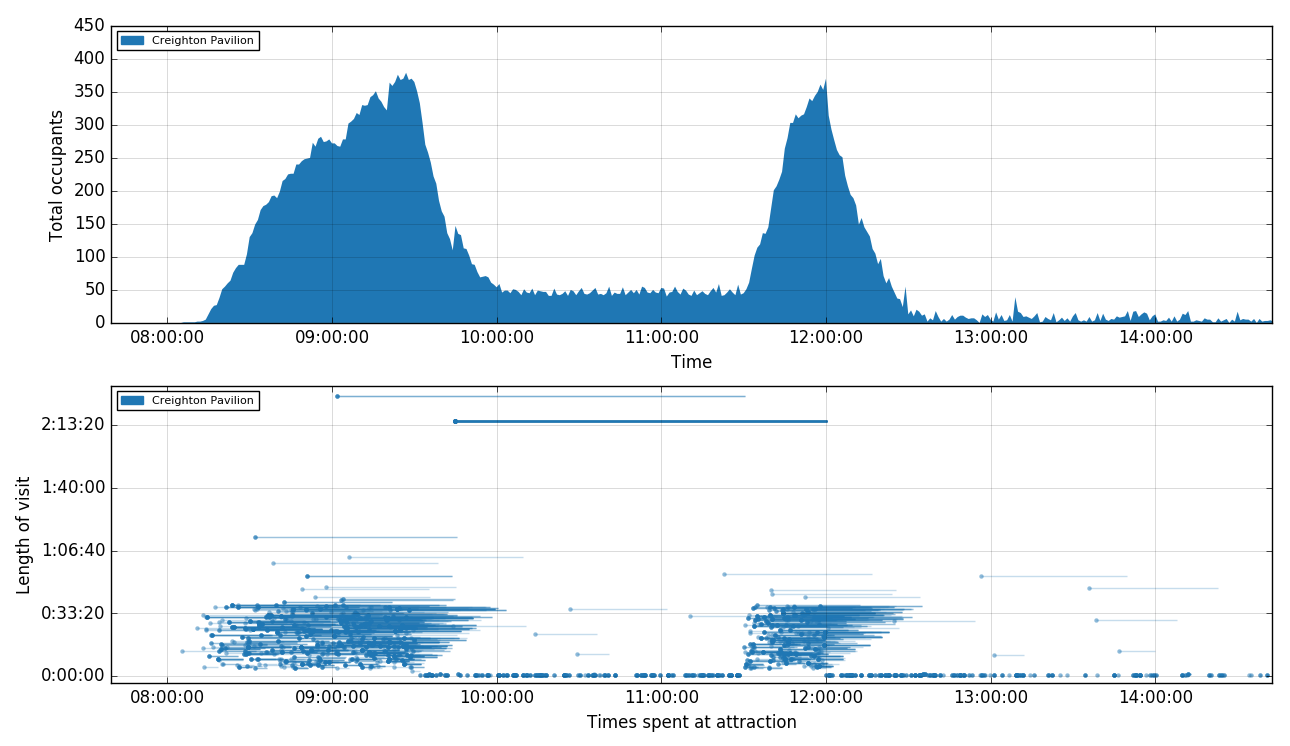 450
400
350
300
250
200
150
100
50
0
Total occupants
Creighton Pavilion
08:00:00 09:00:00 10:00:00 11:00:00 12:00:00 13:00:00 14:00:00
Time
2:13:20
1:40:00
1:06:40
0:33:20
0:00:00
Length of visit
Creighton Pavilion
08:00:00 09:00:00 10:00:00 11:00:00 12:00:00 13:00:00 14:00:00
Times spent at attraction